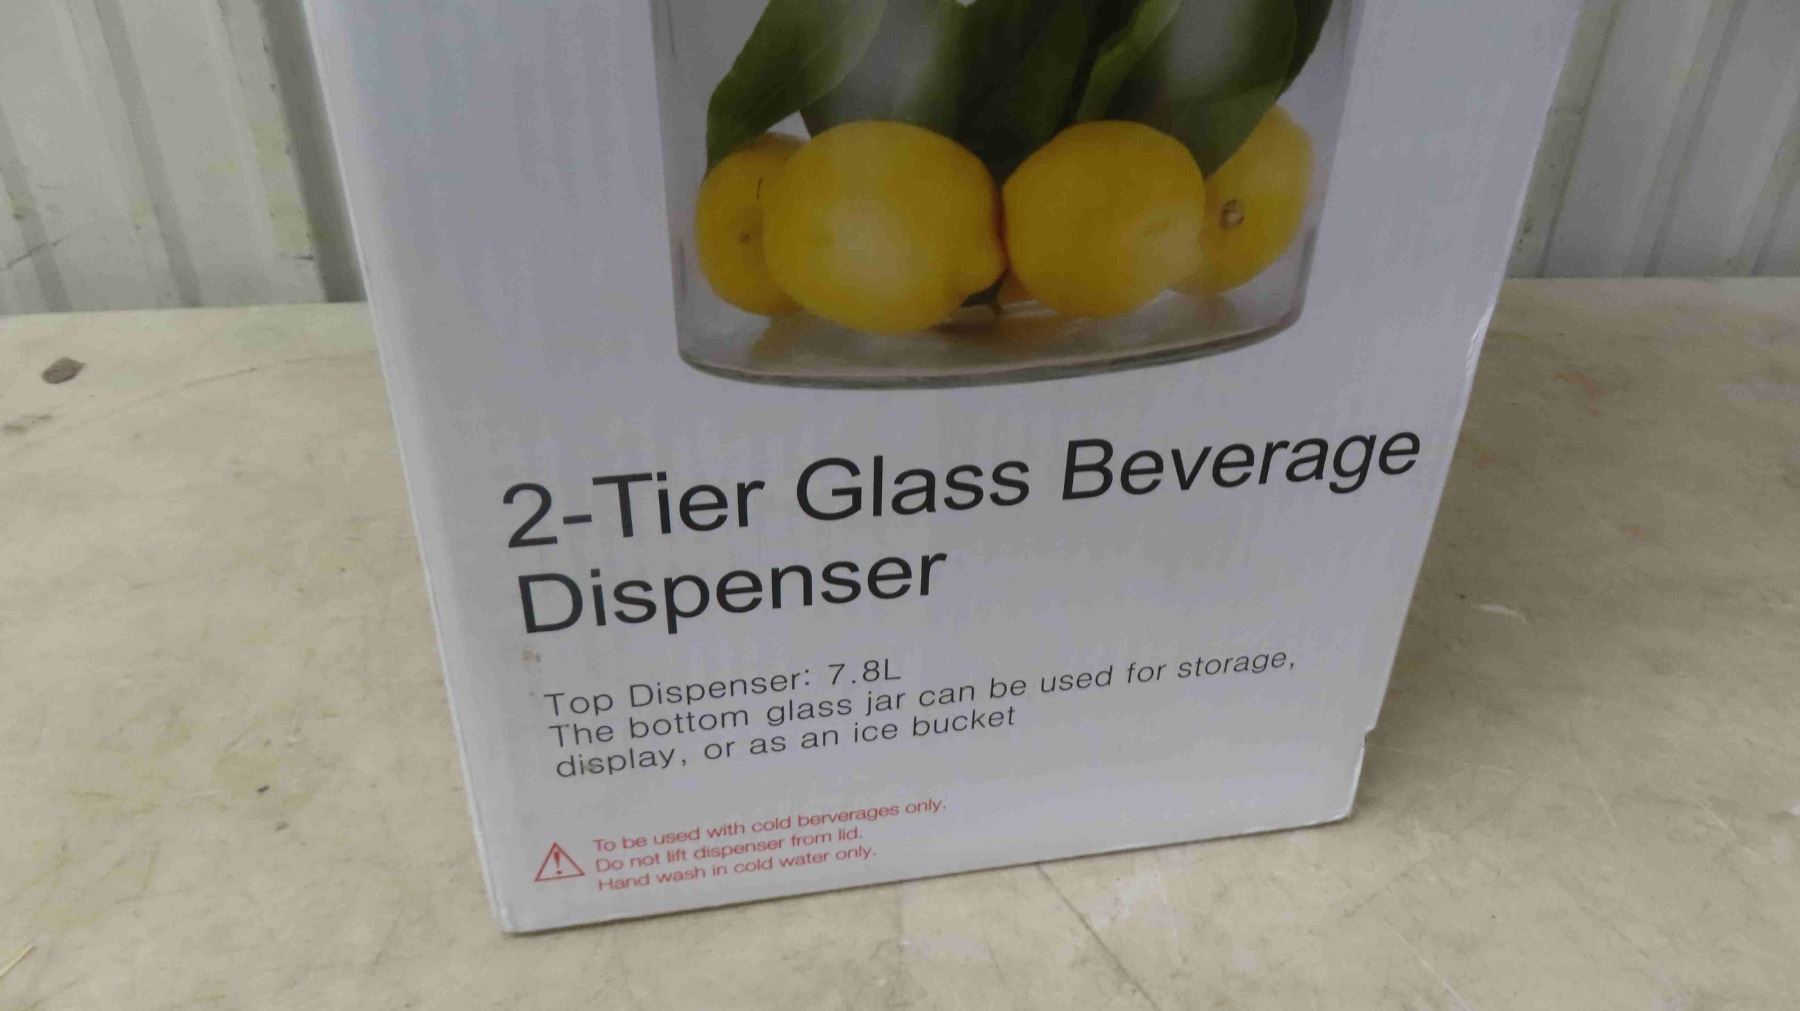 2-Tier Glass Beverage
Dispenser
Top Dispenser: 7.8L
The bottom glass jar can be used for storage,
display, or as an ice bucket
To be used with cold berverages only.
Do not lift dispenser from lid.
Hand wash in cold water only.